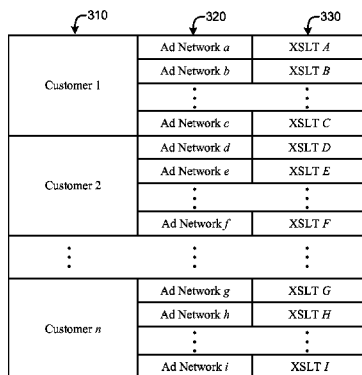 310 320 330
Ad Network a XSLT A
Ad Network b XSLT B
Customer 1
⋮ ⋮
Ad Network c XSLT C
Ad Network d XSLT D
Ad Network e XSLT E
Customer 2
⋮ ⋮
Ad Network f XSLT F
⋮ ⋮ ⋮
Ad Network g XSLT G
Ad Network h XSLT H
Customer n
⋮ ⋮
Ad Network i XSLT I